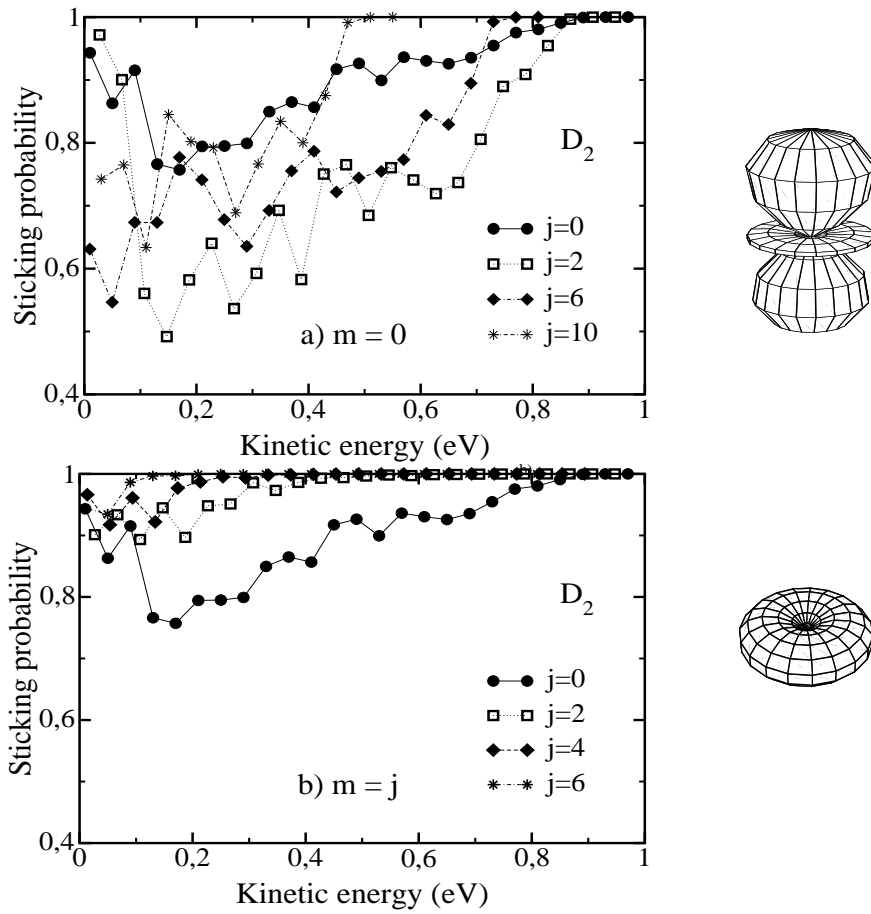 1
0,8
0,6
0,4
Sticking probability
D2
j=0
j=2
j=6
j=10
a) m = 0
0 0,2 0,4 0,6 0,8 1
Kinetic energy (eV)
b)
1
0,8
0,6
0,4
Sticking probability
D2
j=0
j=2
j=4
j=6
b) m = j
0 0,2 0,4 0,6 0,8 1
Kinetic energy (eV)